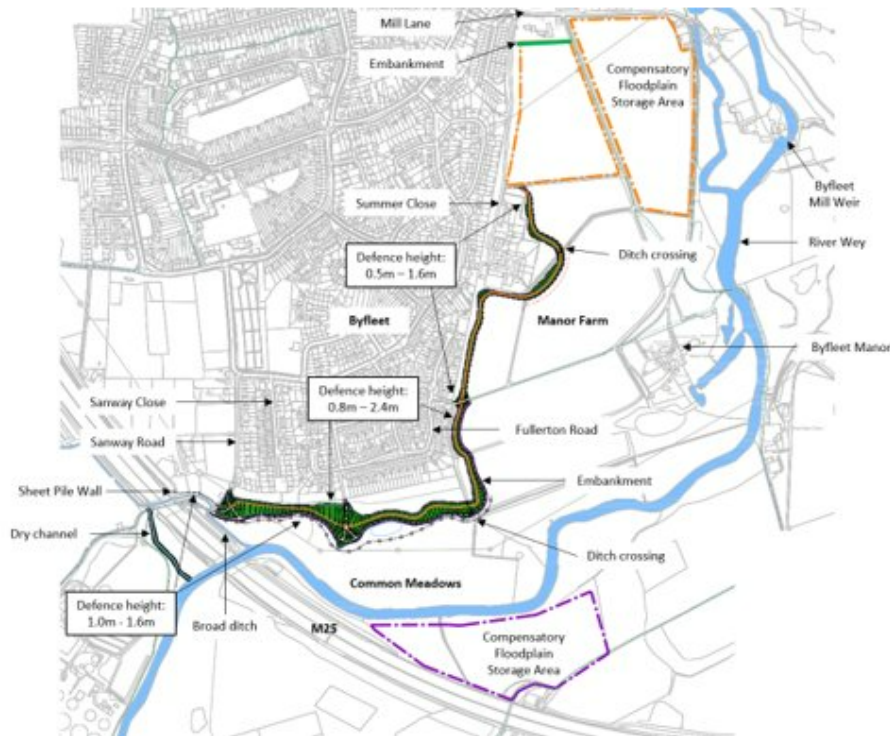 Mill Lane
Embankment
Compensatory
Floodplain
Storage Area
Byfleet
Mill Weir
Summer Close
River Wey
Ditch crossing
Defence height:
0.5m – 1.6m
Byfleet
Manor Farm
Byfleet Manor
Sanway Close
Defence height:
0.8m – 2.4m
Fullerton Road
Sanway Road
Sheet Pile Wall
Embankment
Dry channel
Ditch crossing
Common Meadows
Defence height:
1.0m - 1.6m
Broad ditch
M25
Compensatory
Floodplain
Storage Area